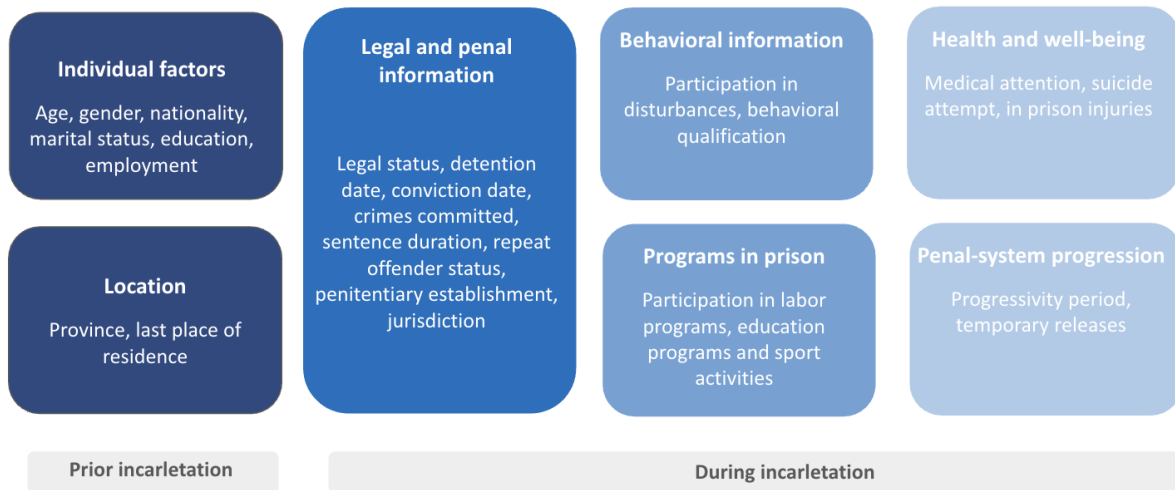 Individual factors
Age, gender, nationality,
marital status, education,
employment
Location
Province, last place of
residence
Legal and penal
information
Legal status, detention
date, conviction date,
crimes committed,
sentence duration, repeat
offender status,
penitentiary establishment,
jurisdiction
Behavioral information
Participation in
disturbances, behavioral
qualification
Programs in prison
Participation in labor
programs, education
programs and sport
activities
Health and well-being
Medical attention, suicide
attempt, in prison injuries
Penal-system progression
Progressivity period,
temporary releases
Prior incarletation
During incarletation